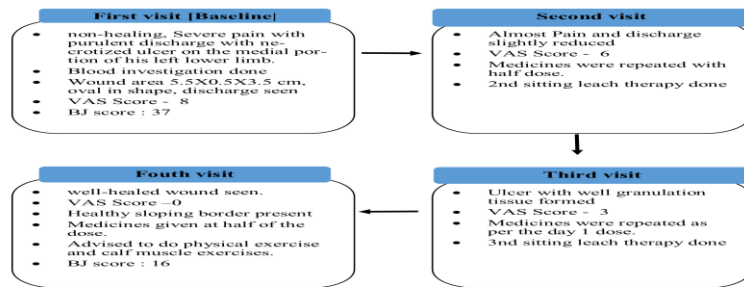 First visit [Baseline|
• non-healing, Severe pain with
purulent discharge with ne-
crotized ulcer on the medial por-
tion of his left lower limb.
• Blood investigation done
• Wound area 5.5X0.5X3.5 cm,
oval in shape, discharge seen
• VAS Score - 8
• BJ score : 37
Second visit
• Almost Pain and discharge
slightly reduced
• VAS Score - 6
• Medicines were repeated with
half dose.
• 2nd sitting leach therapy done
Third visit
• Ulcer with well granulation
tissue formed
• VAS Score - 3
• Medicines were repeated as
per the day 1 dose.
• 3nd sitting leach therapy done
Fouth visit
• well-healed wound seen.
• VAS Score –0
• Healthy sloping border present
• Medicines given at half of the
dose.
• Advised to do physical exercise
and calf muscle exercises.
• BJ score : 16